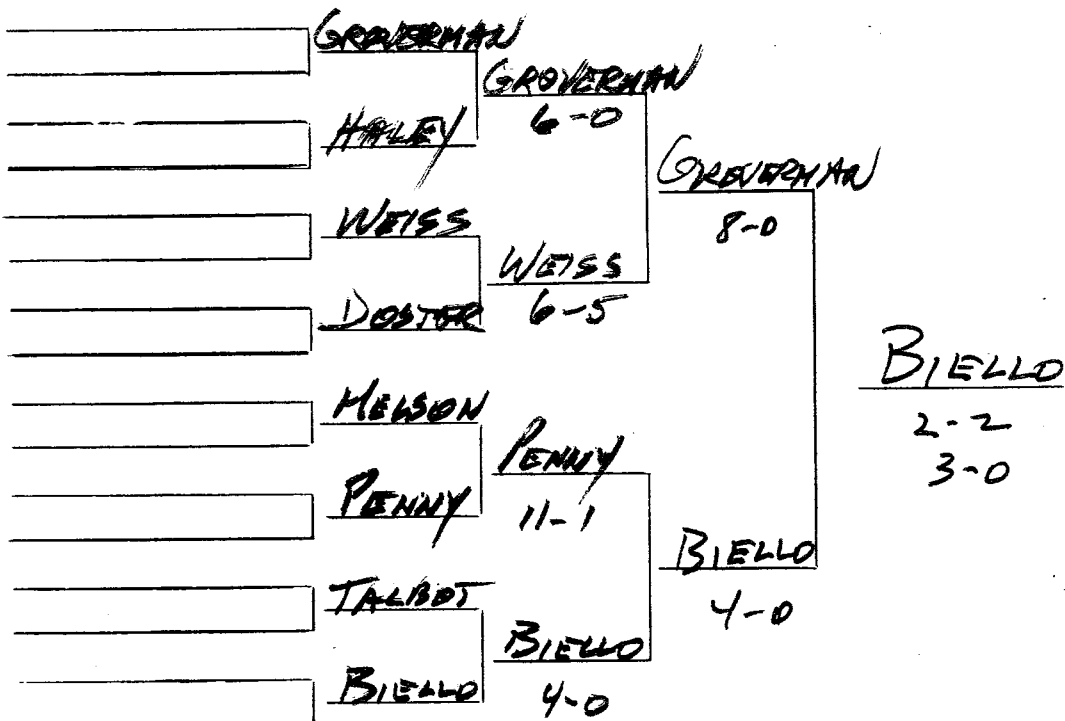 GROVERMAN
HALEY
WEISS
DOSTER
MELSON
PENNY
TALBOT
BIELLO
GROVERMAN
6-0
WEISS
6-5
PENNY
11-1
BIELLO
4-0
GROVERMAN
8-0
BIELLO
4-0
BIELLO
2-2
3-0